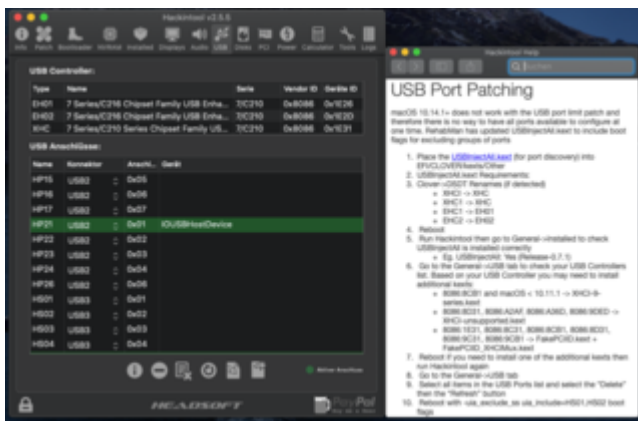 Hackintool v2.5.6
Info Patch Bootloader NVRAM Installed Displays Audio USB Disks PCI Power Calculator Tools Logs
USB Controller:
Type Name Serie Vendor ID Geräte ID
EH01 7 Series/C216 Chipset Family USB Enha... 7/C210 0x8086 0x1E26
EH02 7 Series/C216 Chipset Family USB Enha... 7/C210 0x8086 0x1E2D
XHC 7 Series/C210 Series Chipset Family US... 7/C210 0x8086 0x1E31
USB Anschlüsse:
Name Konnektor Anschl... Gerät
HP15 USB2 0x05
HP16 USB2 0x06
HP17 USB2 0x07
HP21 USB2 0x01 IOUSBHostDevice
HP22 USB2 0x02
HP23 USB2 0x03
HP24 USB2 0x04
HP26 USB2 0x06
HS01 USB3 0x01
HS02 USB3 0x02
HS03 USB3 0x03
HS04 USB3 0x04
HEADSOFT
PayPal
Hackintool Help
Suchen
USB Port Patching
macOS 10.14.1+ does not work with the USB port limit patch and
therefore there is no way to have all ports available to configure at
one time. RehabMan has updated USBInjectAll.kext to include boot
flags for excluding groups of ports
1. Place the USBInjectAll.kext (for port discovery) into
EFI/CLOVER/kexts/Other
2. USBInjectAll.kext Requirements:
3. Clover->DSDT Renames (if detected)
XHCI -> XHC
XHC1 -> XHC
EHC1 -> EH01
EHC2 -> EH02
4. Reboot
5. Run Hackintool then go to General->Installed to check
USBInjectAll is installed correctly
Eg. USBInjectAll: Yes (Release-0.7.1)
6. Go to the General->USB tab to check your USB Controllers
list. Based on your USB Controller you may need to install
additional kexts:
8086:8CB1 and macOS < 10.11.1 -> XHCI-9-
series.kext
8086:8D31, 8086:A2AF, 8086:A36D, 8086:9DED ->
XHCI-unsupported.kext
8086:1E31, 8086:8C31, 8086:8CB1, 8086:8D31,
8086:9C31, 8086:9CB1 -> FakePCIID.kext +
FakePCIID_XHCIMux.kext
7. Reboot if you need to install one of the additional kexts then
run Hackintool again
8. Go to the General->USB tab
9. Select all items in the USB Ports list and select the "Delete"
then the "Refresh" button
10. Reboot with -uia_exclude_ss uia_include=HS01,HS02 boot
flags